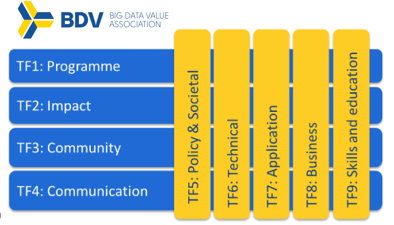 BDV BIG DATA VALUE
ASSOCIATION
TF1: Programme
TF2: Impact
TF3: Community
TF4: Communication
TF5: Policy & Societal
TF6: Technical
TF7: Application
TF8: Business
TF9: Skills and education